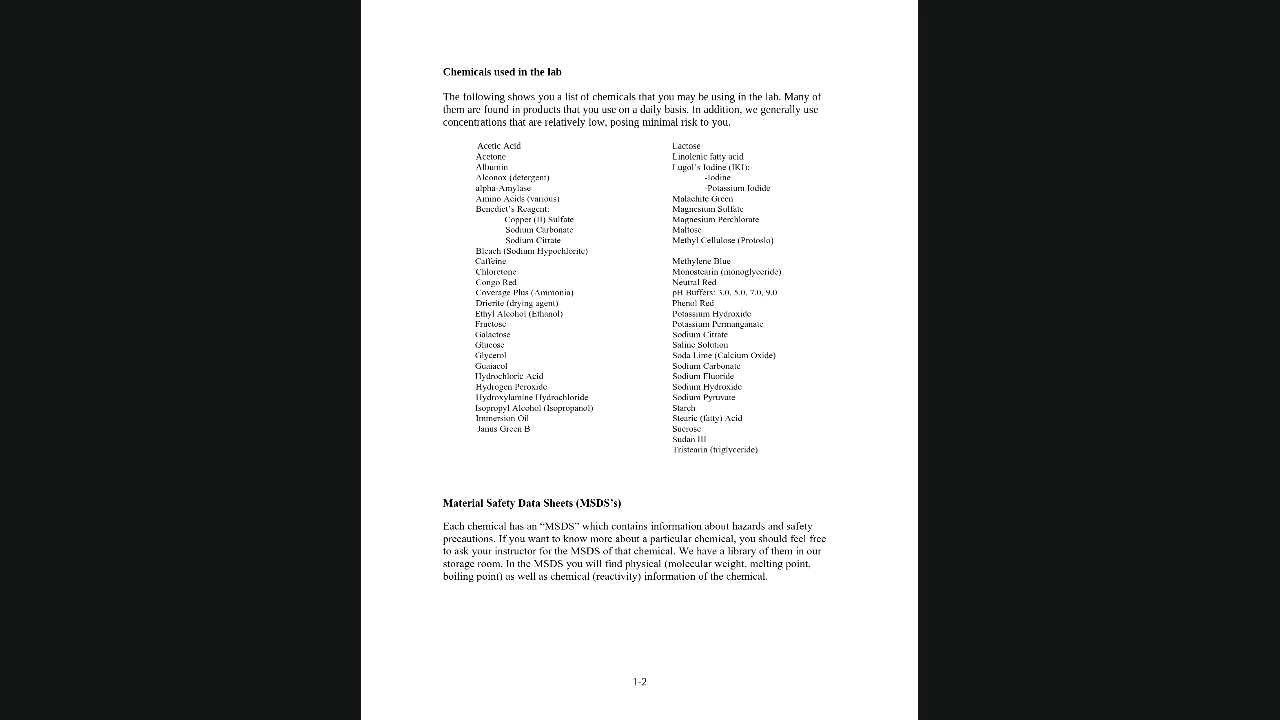 Chemicals used in the lab
The following shows you a list of chemicals that you may be using in the lab. Many of
them are found in products that you use on a daily basis. In addition, we generally use
concentrations that are relatively low, posing minimal risk to you.
Acetic Acid
Acetone
Albumin
Alconox (detergent)
alpha-Amylase
Amino Acids (various)
Benedict's Reagent:
Copper (II) Sulfate
Sodium Carbonate
Sodium Citrate
Bleach (Sodium Hypochlorite)
Caffeine
Chloretone
Congo Red
Coverage Plus (Ammonia)
Drierite (drying agent)
Ethyl Alcohol (Ethanol)
Fructose
Galactose
Glucose
Glycerol
Guaiacol
Hydrochloric Acid
Hydrogen Peroxide
Hydroxylamine Hydrochloride
Isopropyl Alcohol (Isopropanol)
Immersion Oil
Janus Green B
Lactose
Linolenic fatty acid
Lugol's Iodine (IKI):
-Iodine
-Potassium Iodide
Malachite Green
Magnesium Sulfate
Magnesium Perchlorate
Maltose
Methyl Cellulose (Protoslo)
Methylene Blue
Monostearin (monoglyceride)
Neutral Red
pH Buffers: 3.0, 5.0, 7.0, 9.0
Phenol Red
Potassium Hydroxide
Potassium Permanganate
Sodium Citrate
Saline Solution
Soda Lime (Calcium Oxide)
Sodium Carbonate
Sodium Fluoride
Sodium Hydroxide
Sodium Pyruvate
Starch
Stearic (fatty) Acid
Sucrose
Sudan III
Tristearin (triglyceride)
Material Safety Data Sheets (MSDS's)
Each chemical has an “MSDS” which contains information about hazards and safety
precautions. If you want to know more about a particular chemical, you should feel free
to ask your instructor for the MSDS of that chemical. We have a library of them in our
storage room. In the MSDS you will find physical (molecular weight, melting point,
boiling point) as well as chemical (reactivity) information of the chemical.
1-2